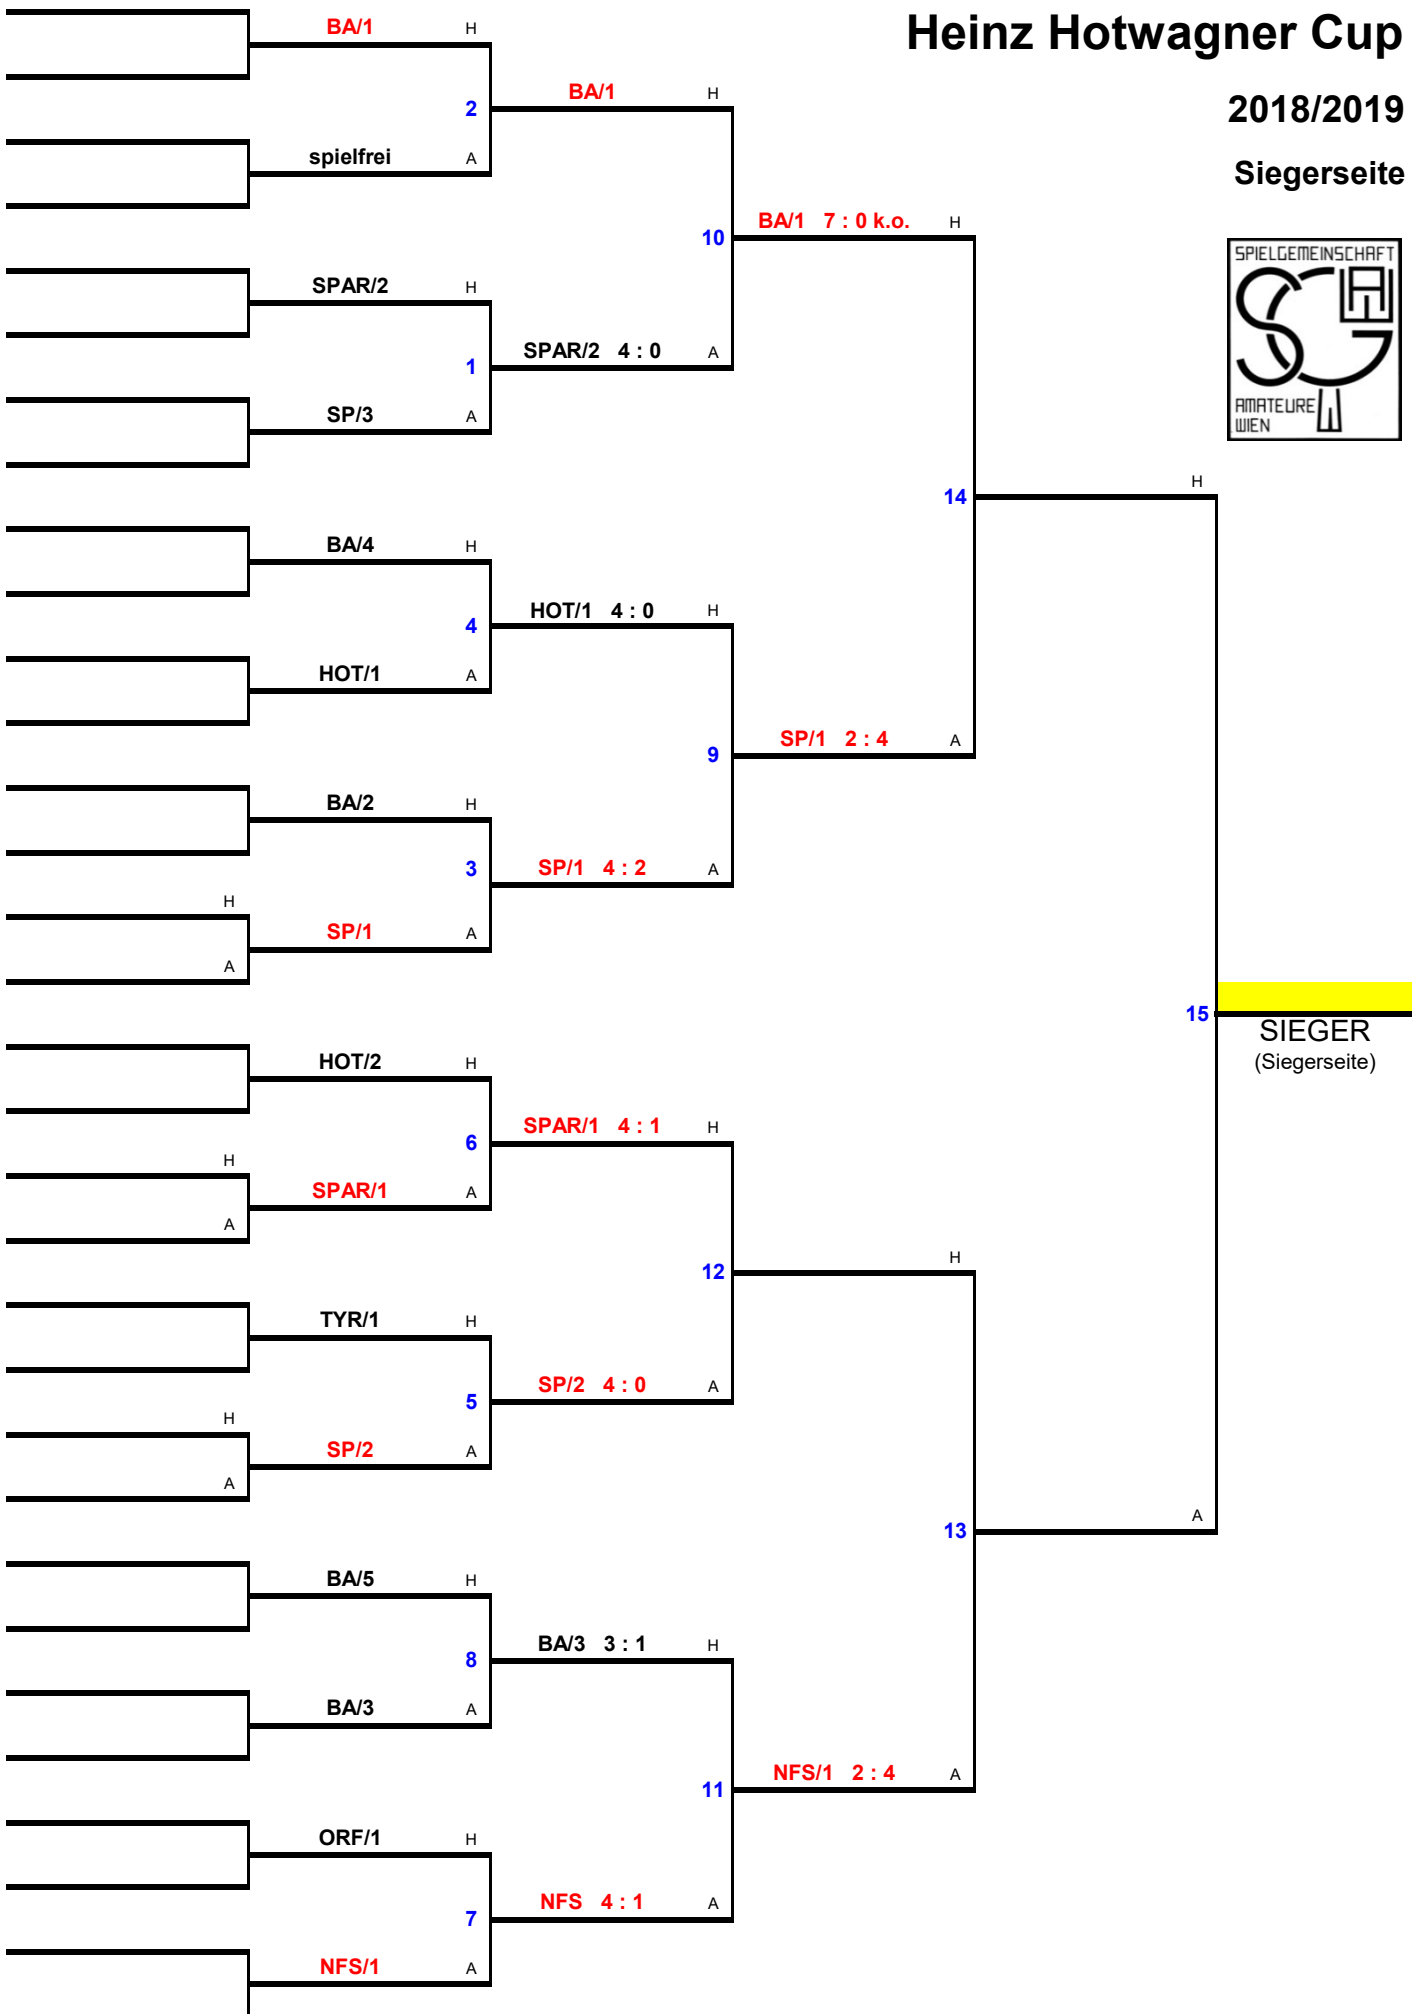 Heinz Hotwagner Cup
BA/1 H
BA/1 H
2 2018/2019
spielfrei A
Siegerseite
BA/1 7 : 0 k.o. H
10
SPIELGEMEINSCHAFT
SPAR/2 H
SPAR/2 4 : 0 A
1
AMATEURE
SP/3 A
WIEN
H
14
BA/4 H
HOT/1 4 : 0 H
4
HOT/1 A
SP/1 2 : 4 A
9
BA/2 H
3 SP/1 4 : 2 A
H
SP/1 A
A
15
SIEGER
(Siegerseite)
HOT/2 H
SPAR/1 4 : 1 H
6
H
SPAR/1 A
A
H
12
TYR/1 H
SP/2 4 : 0 A
5
H
SP/2 A
A
A
13
BA/5 H
BA/3 3 : 1 H
8
BA/3 A
NFS/1 2 : 4 A
11
ORF/1 H
NFS 4 : 1 A
7
NFS/1 A